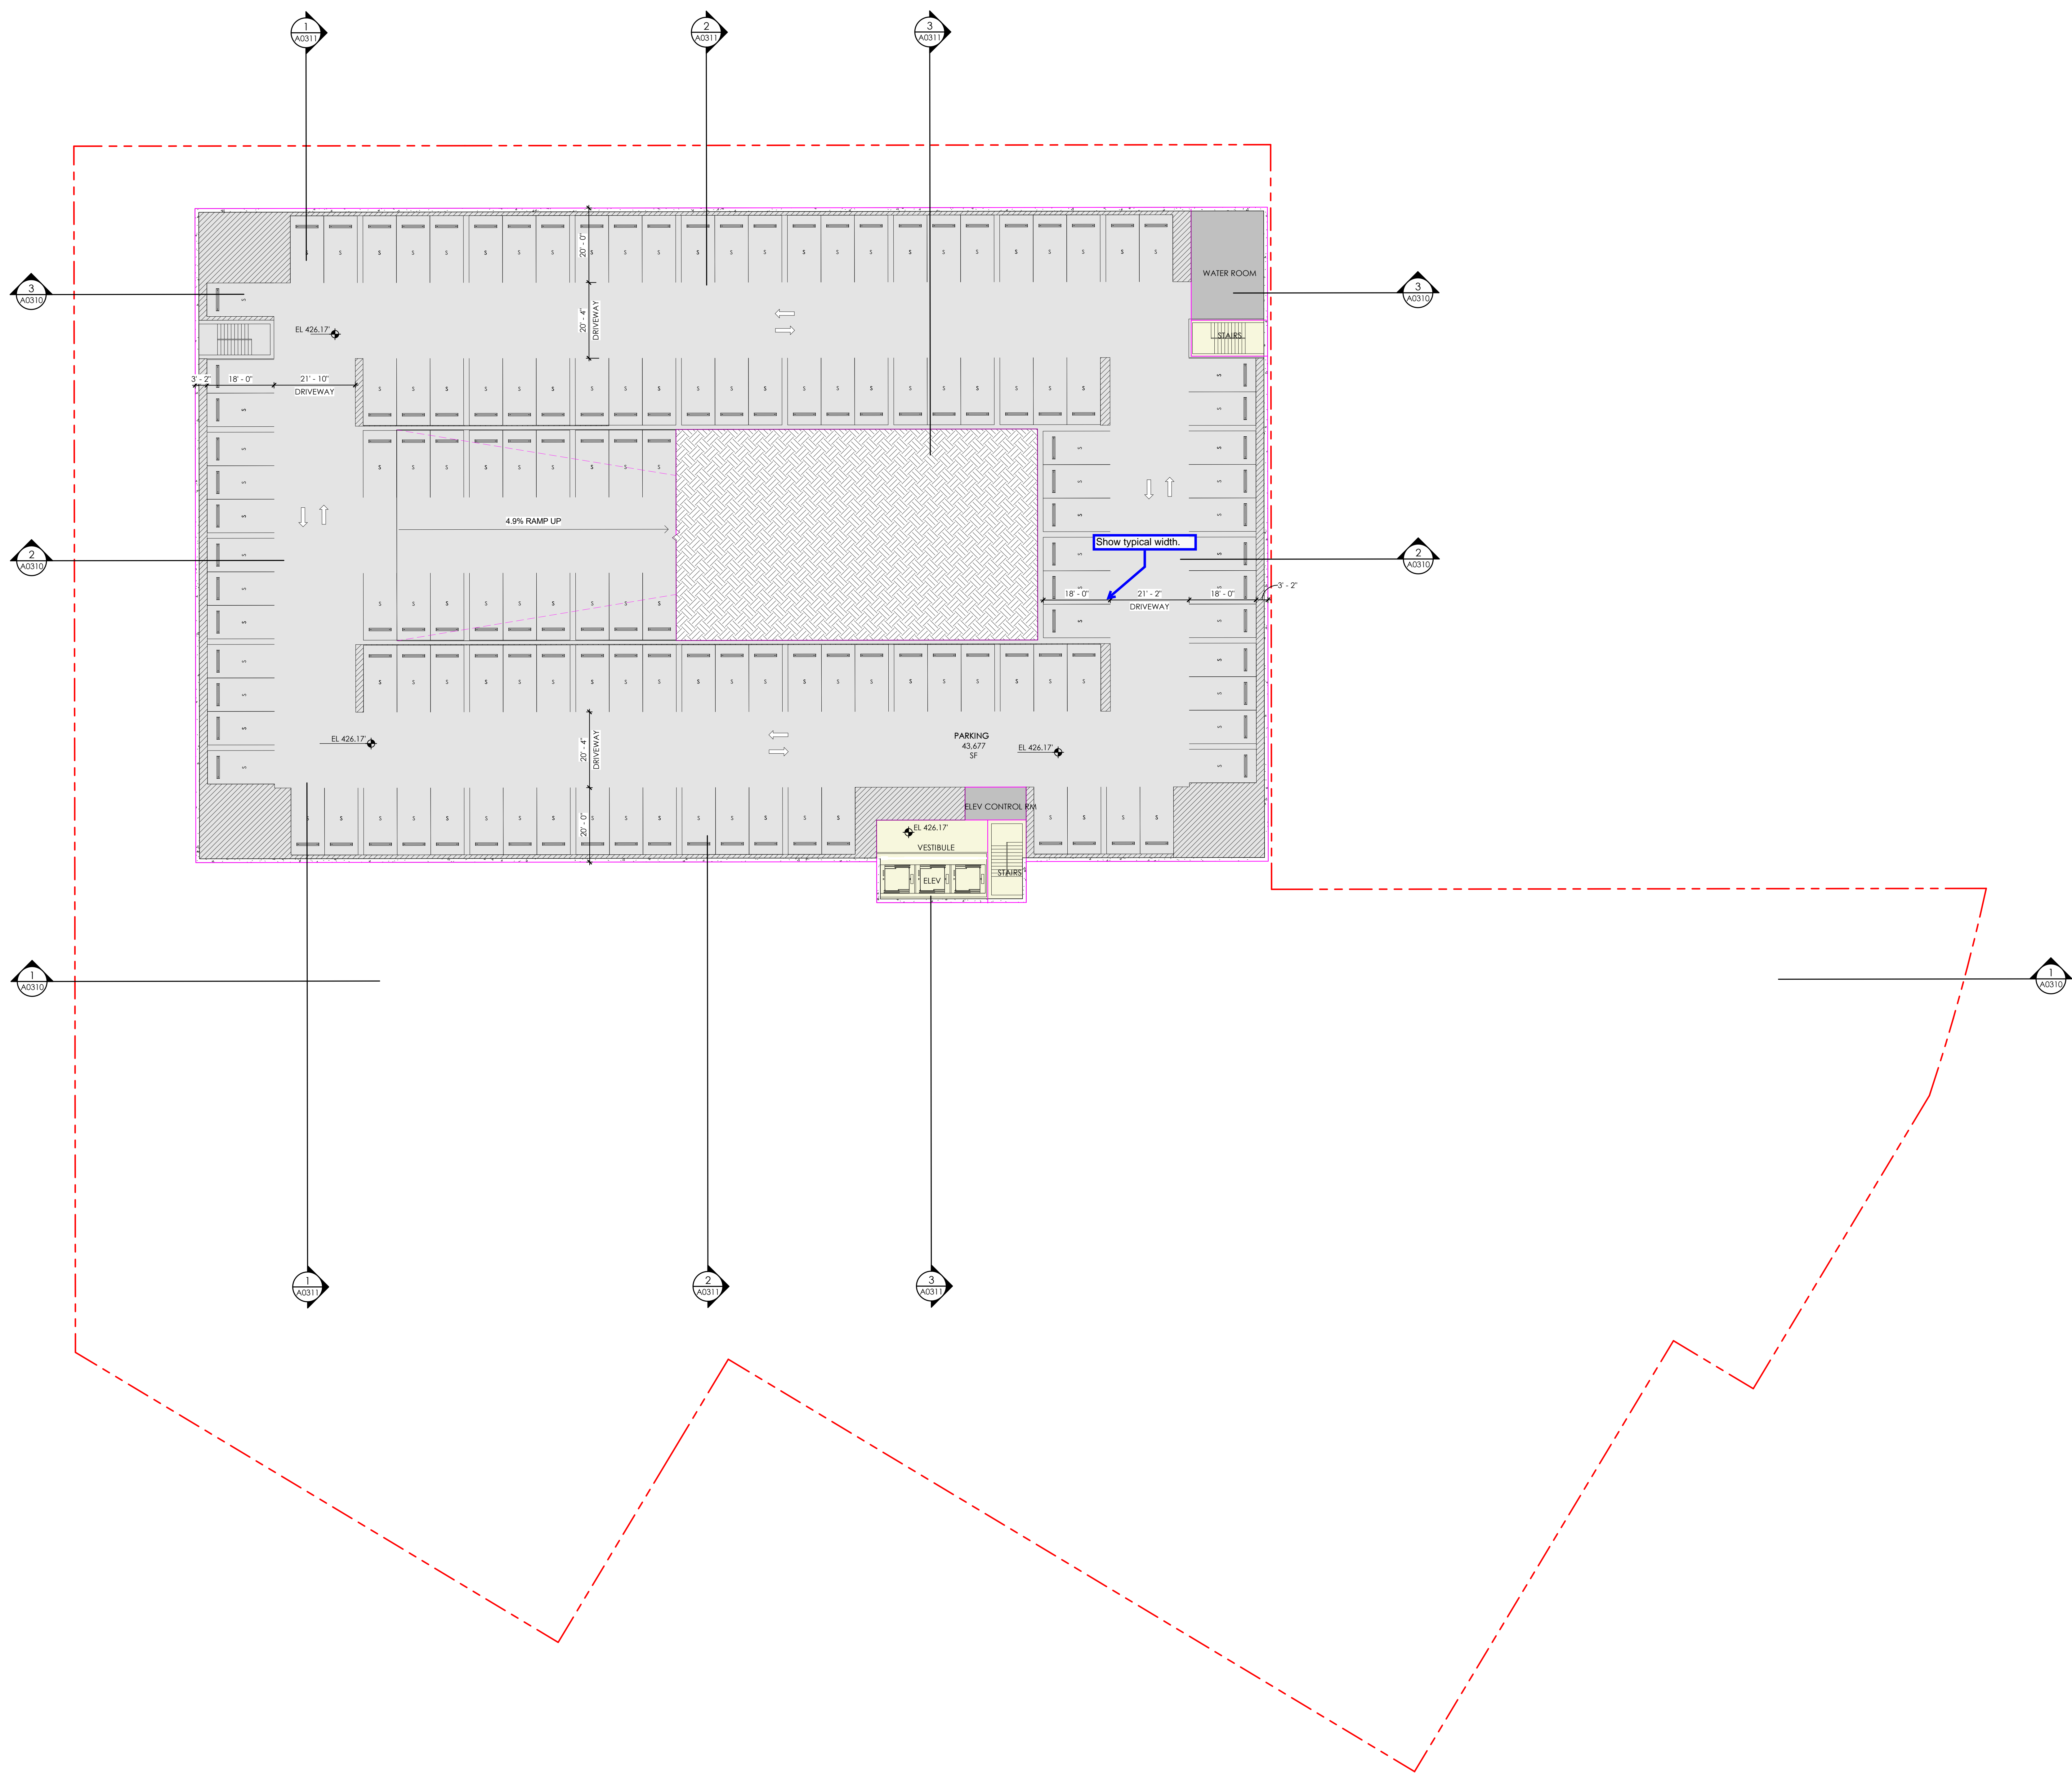 1
A0311
2
A0311
3
A0311
20' - 0"
S S S S S S S S S S S S S S S S S S S S S S S S S S
WATER ROOM
3
A0310
3
A0310
S
20' - 4"
DRIVEWAY
EL 426.17'
STAIRS
3' - 2"
18' - 0"
21' - 10"
DRIVEWAY
S S S S S S S S S S S S S S S S S S S S S
S
S
S
S S S S S S S S S
S
S
S
S
S
S
S
S
S
4.9% RAMP UP
Show typical width.
2
A0310
2
A0310
S
S
S
S
S
S
3' - 2"
18' - 0"
21' - 2"
18' - 0"
DRIVEWAY
S S S S S S S S S
S
S
S
S
S S S S S S S S S S S S S S S S S S S S S
S
S
S
S
EL 426.17'
20' - 4"
DRIVEWAY
PARKING
43,677
SF
EL 426.17'
S
S
S
S
ELEV CONTROL RM
20' - 0"
S S S S S S S S S S S S S S S S S S S S S
EL 426.17'
VESTIBULE
STAIRS
ELEV
1
A0310
1
A0310
1
A0311
2
A0311
3
A0311